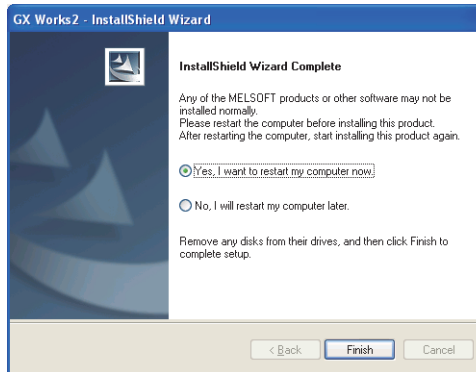 GX Works2 - InstallShield Wizard
InstallShield Wizard Complete
Any of the MELSOFT products or other software may not be
installed normally.
Please restart the computer before installing this product.
After restarting the computer, start installing this product again.
Yes, I want to restart my computer now.
No, I will restart my computer later.
Remove any disks from their drives, and then click Finish to
complete setup.
< Back Finish Cancel